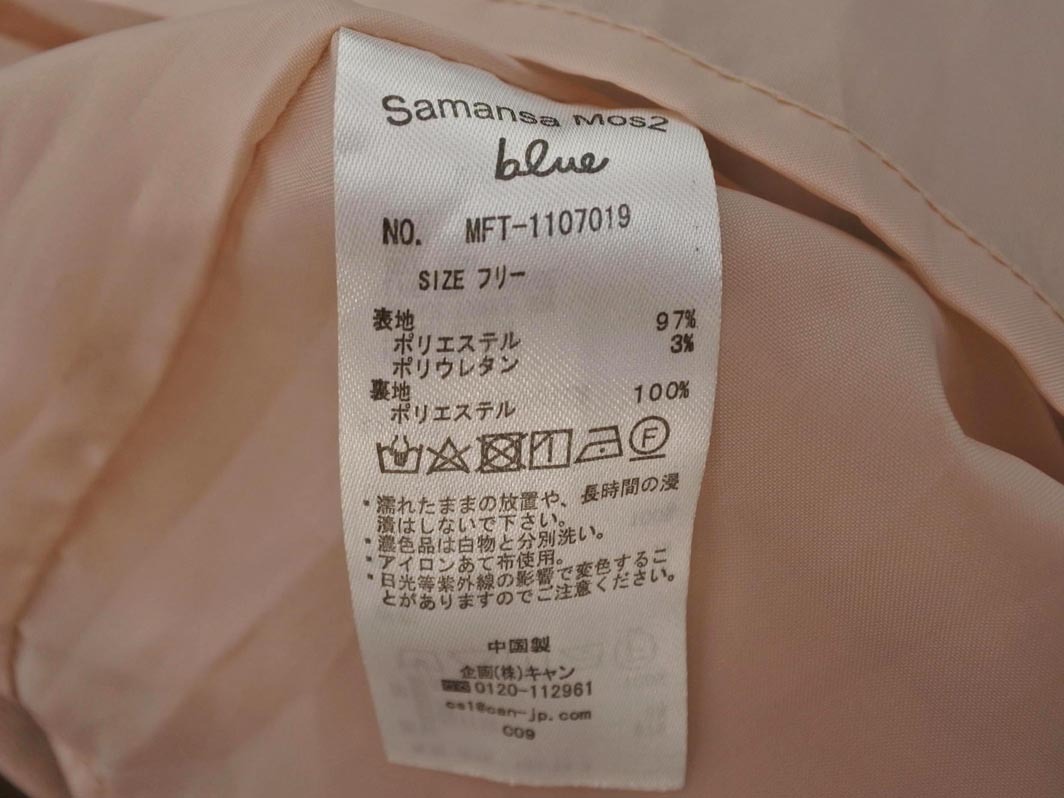 Samansa Mos2
blue
NO. MFT-1107019
SIZE フリー
表地 97%
ポリエステル 3%
ポリウレタン
裏地 100%
ポリエステル
F
・濡れたままの放置や、長時間の浸
漬はしないで下さい。
・濃色品は白物と分別洗い。
・アイロンあて布使用。
・日光等紫外線の影響で変色するこ
とがありますのでご注意ください。
中国製
企画(株)キャン
0120-112961
cs1@can-jp.com
C09